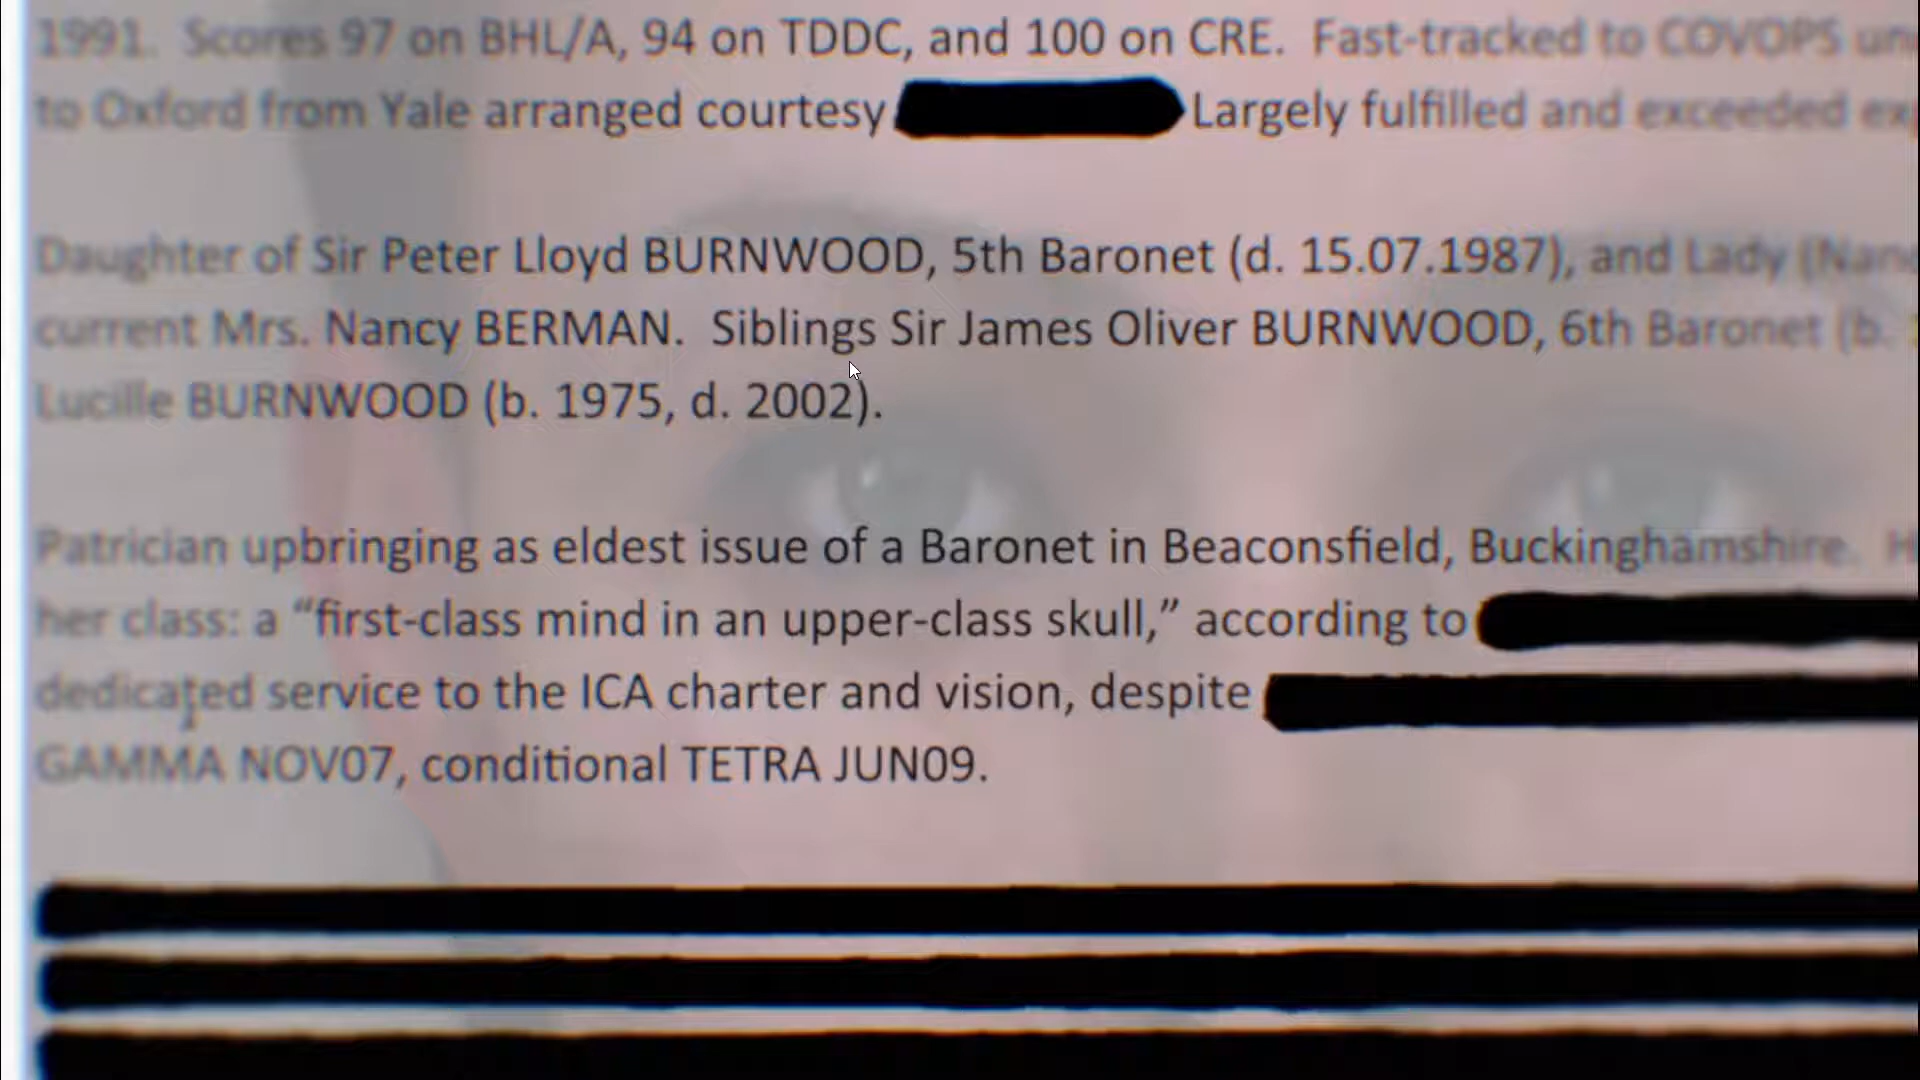 1991. Scores 97 on BHL/A, 94 on TDDC, and 100 on CRE. Fast-tracked to COVOPS
to Oxford from Yale arranged courtesy Largely fulfilled and exceeded
Daughter of Sir Peter Lloyd BURNWOOD, 5th Baronet (d. 15.07.1987), and Lady
current Mrs. Nancy BERMAN. Siblings Sir James Oliver BURNWOOD, 6th Baronet (b.
Lucille BURNWOOD (b. 1975, d. 2002).
Patrician upbringing as eldest issue of a Baronet in Beaconsfield, Buckinghamshire.
her class: a “first-class mind in an upper-class skull,” according to
dedicated service to the ICA charter and vision, despite
GAMMA NOV07, conditional TETRA JUN09.